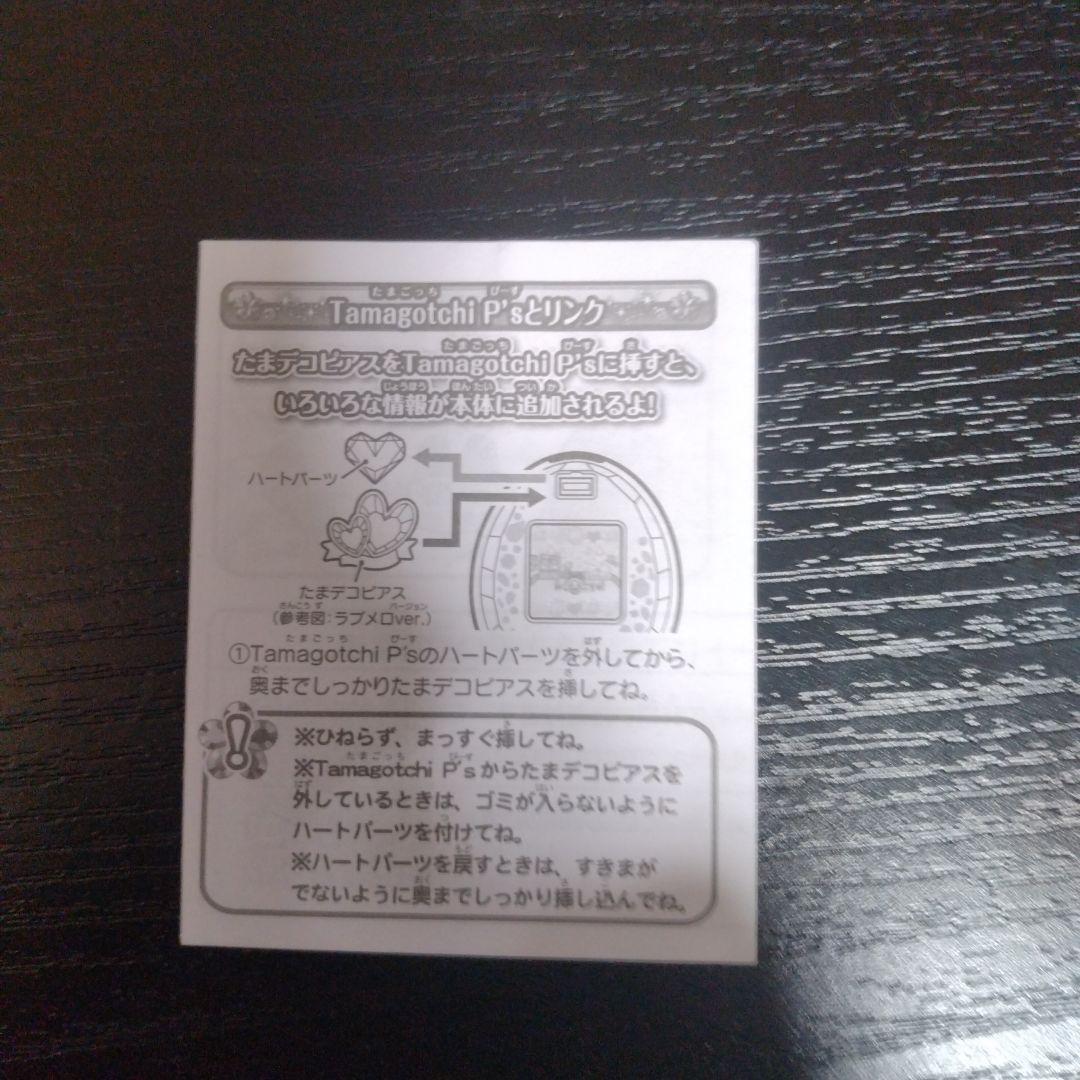 Tamagotchi P'sとリンク
たまデコピアスをTamagotchi P'sに挿すと、
いろいろな情報が本体に追加されるよ!
ハートパーツ
たまデコピアス
(参考図:ラブメロver.)
①Tamagotchi P'sのハートパーツを外してから、
奥までしっかりたまデコピアスを挿してね。
※ひねらず、まっすぐ挿してね。
※Tamagotchi P'sからたまデコピアスを
外しているときは、ゴミが入らないように
ハートパーツを付けてね。
※ハートパーツを戻すときは、すきまが
でないように奥までしっかり挿し込んでね。